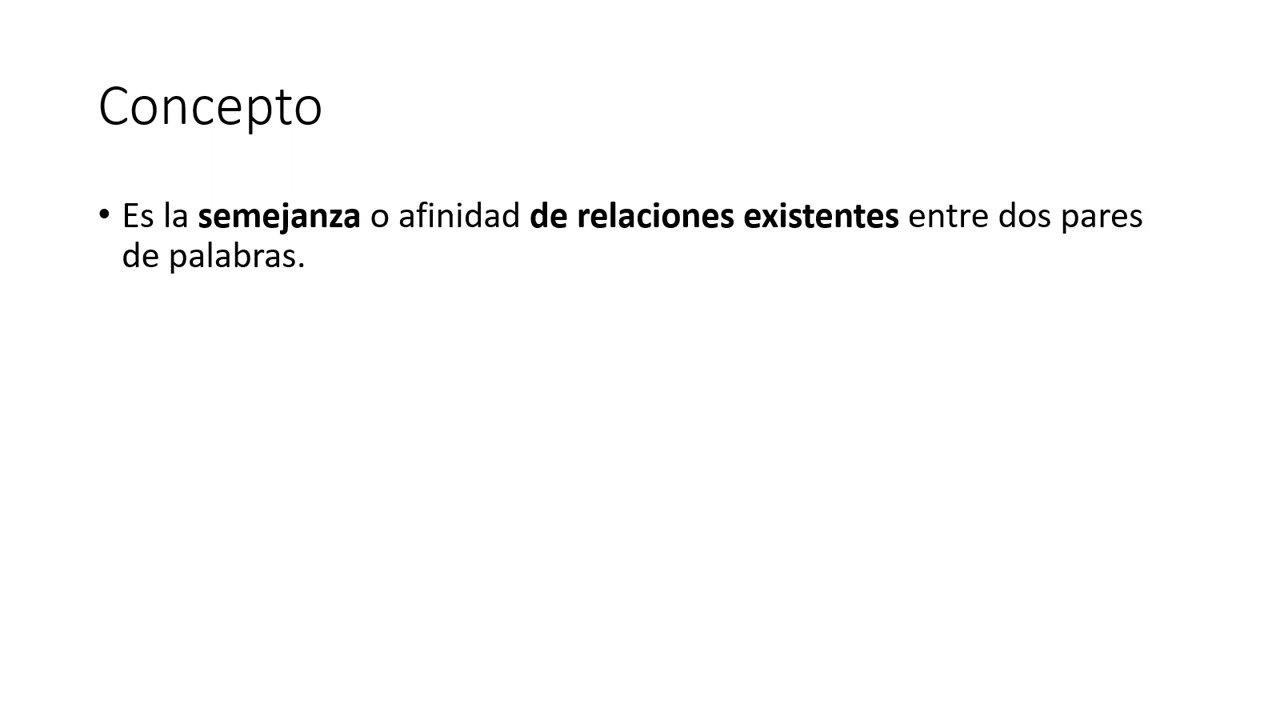 Concepto
• Es la semejanza o afinidad de relaciones existentes entre dos pares
de palabras.